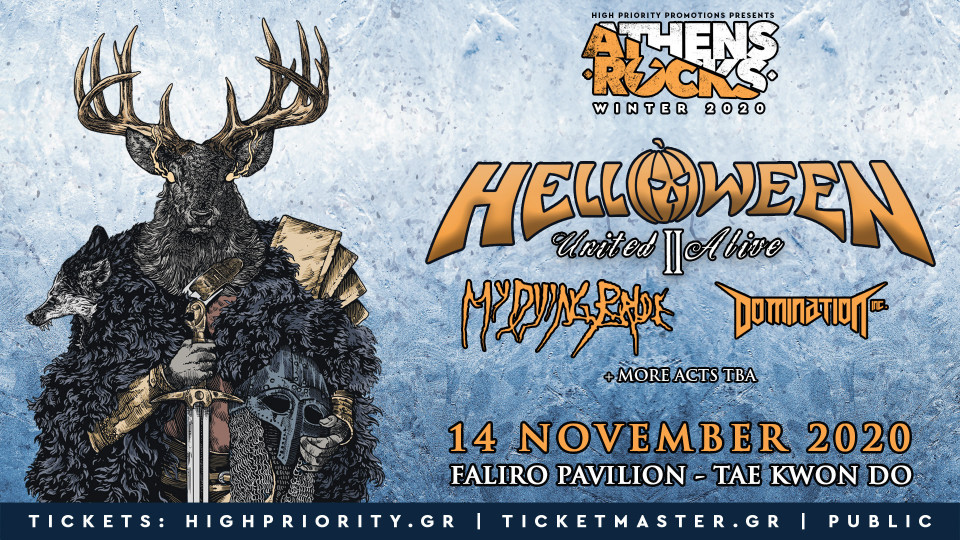 HIGH PRIORITY PROMOTIONS PRESENTS
ATHENS
ROCKS
WINTER 2020
HELLOWEEN
United II Alive
MY DYING BRIDE
DOMINATION INC.
+ MORE ACTS TBA
14 NOVEMBER 2020
FALIRO PAVILION - TAE KWON DO
TICKETS: HIGHPRIORITY.GR | TICKETMASTER.GR | PUBLIC